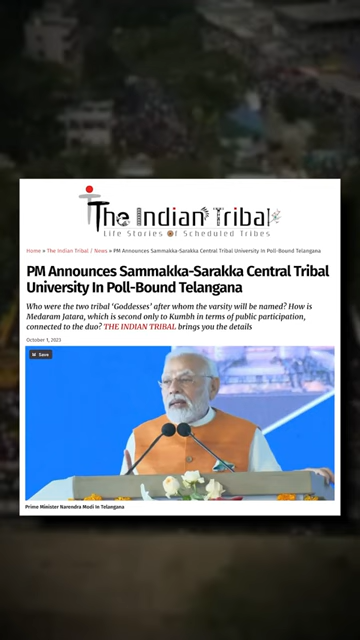 The Indian Tribal
Life Stories of Scheduled Tribes
Home » The Indian Tribal / News » PM Announces Sammakka-Sarakka Central Tribal University In Poll-Bound Telangana
PM Announces Sammakka-Sarakka Central Tribal
University In Poll-Bound Telangana
Who were the two tribal ‘Goddesses’ after whom the varsity will be named? How is
Medaram Jatara, which is second only to Kumbh in terms of public participation,
connected to the duo? THE INDIAN TRIBAL brings you the details
October 1, 2023
Save
Prime Minister Narendra Modi in Telangana